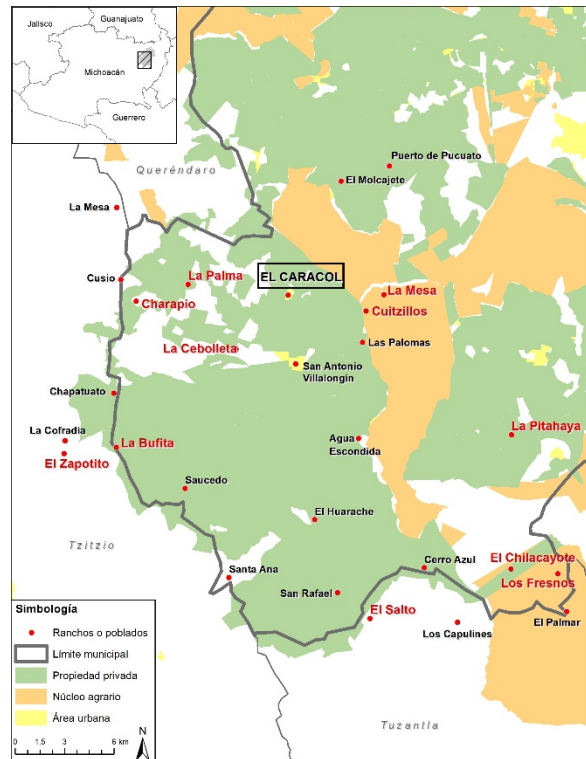 Jalisco
Guanajuato
Michoacán
Guerrero
Queréndaro
Puerto de Pucuato
El Molcajete
La Mesa
Cusio
La Palma
EL CARACOL
La Mesa
Charapio
Cuitzillos
La Cebolleta
Las Palomas
San Antonio
Villalongin
Chapatuato
La Cofradia
La Bufita
Agua
Escondida
La Pitahaya
El Zapotito
Saucedo
El Huarache
Tzitzio
Santa Ana
Cerro Azul
El Chilacayote
Los Fresnos
San Rafael
El Salto
Los Capulines
El Palmar
Tuzantla
Simbología
Ranchos o poblados
Límite municipal
Propiedad privada
Núcleo agrario
Área urbana
0 1.5 3 6 km
N